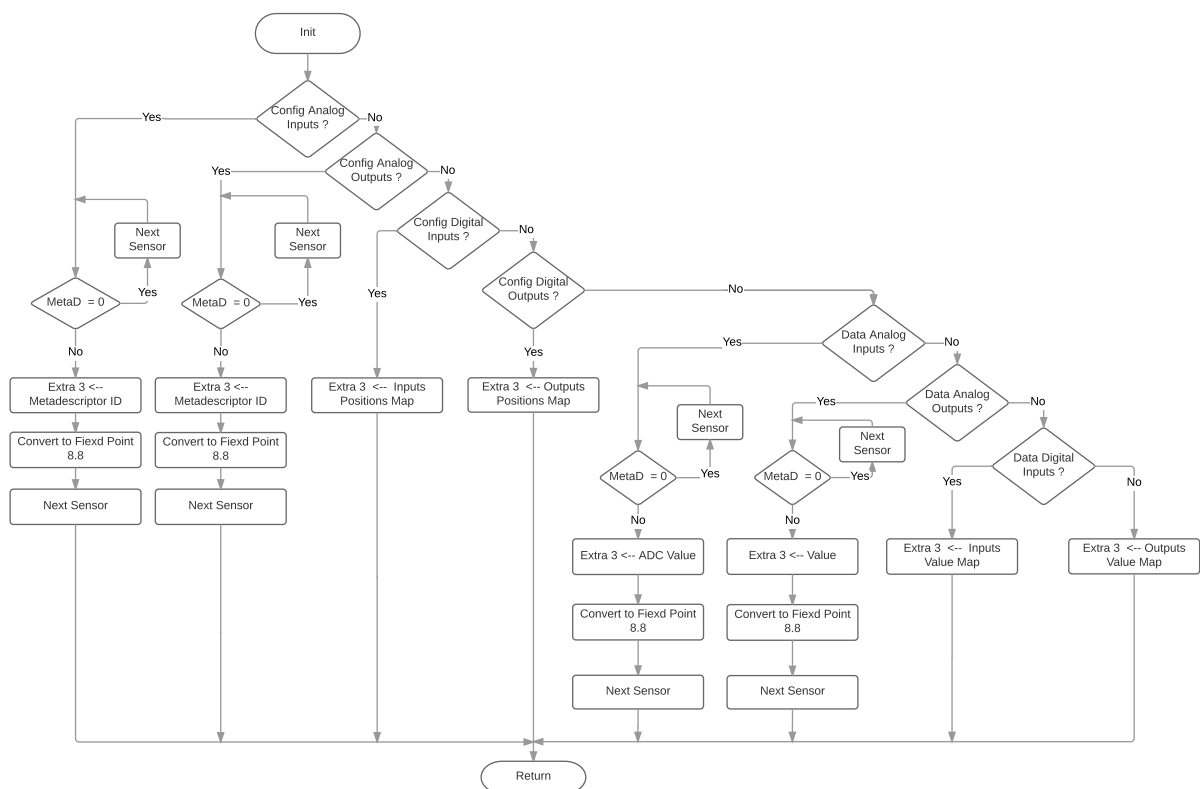 Init
Config Analog
Inputs ?
Yes
No
Config Analog
Outputs ?
Yes
No
Config Digital
Inputs ?
No
Next
Sensor
Next
Sensor
Config Digital
Outputs ?
No
Yes
MetaD = 0
Yes
MetaD = 0
Yes
Data Analog
Inputs ?
Yes
No
No
No
Yes
Extra 3 <--
Metadescriptor ID
Extra 3 <--
Metadescriptor ID
Extra 3 <-- Inputs
Positions Map
Extra 3 <-- Outputs
Positions Map
Data Analog
Outputs ?
Yes
No
Next
Sensor
Next
Sensor
Convert to Fiexd Point
8.8
Convert to Fiexd Point
8.8
Data Digital
Inputs ?
MetaD = 0
Yes
MetaD = 0
Yes
Yes
No
Next Sensor
Next Sensor
No
No
Extra 3 <-- ADC Value
Extra 3 <-- Value
Extra 3 <-- Inputs
Value Map
Extra 3 <-- Outputs
Value Map
Convert to Fiexd Point
8.8
Convert to Fiexd Point
8.8
Next Sensor
Next Sensor
Return